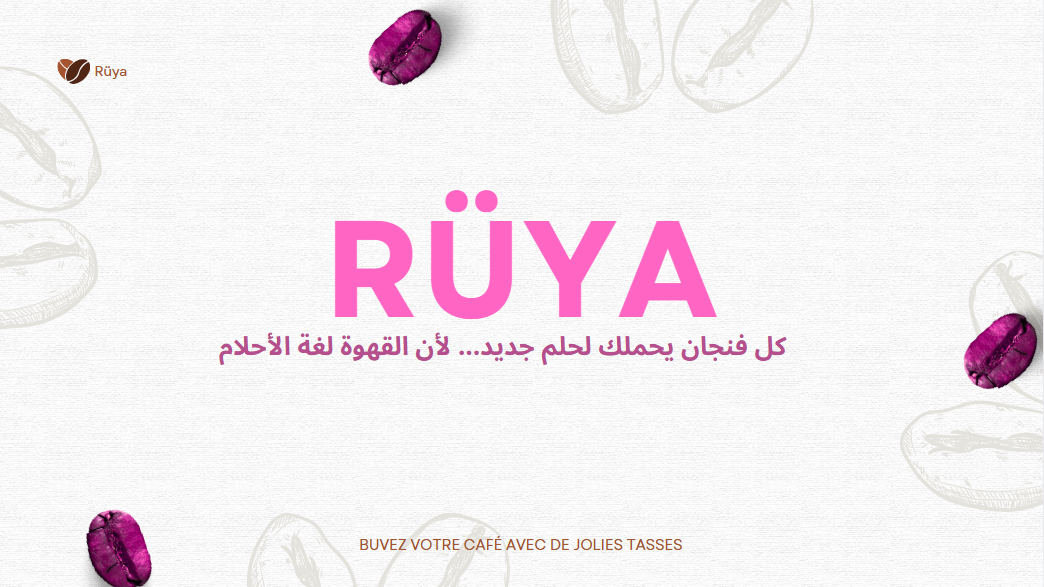 Rüya
RÜYA
كل فنجان يحملك لحلم جديد... لأن القهوة لغة الأحلام
BUVEZ VOTRE CAFÉ AVEC DE JOLIES TASSES